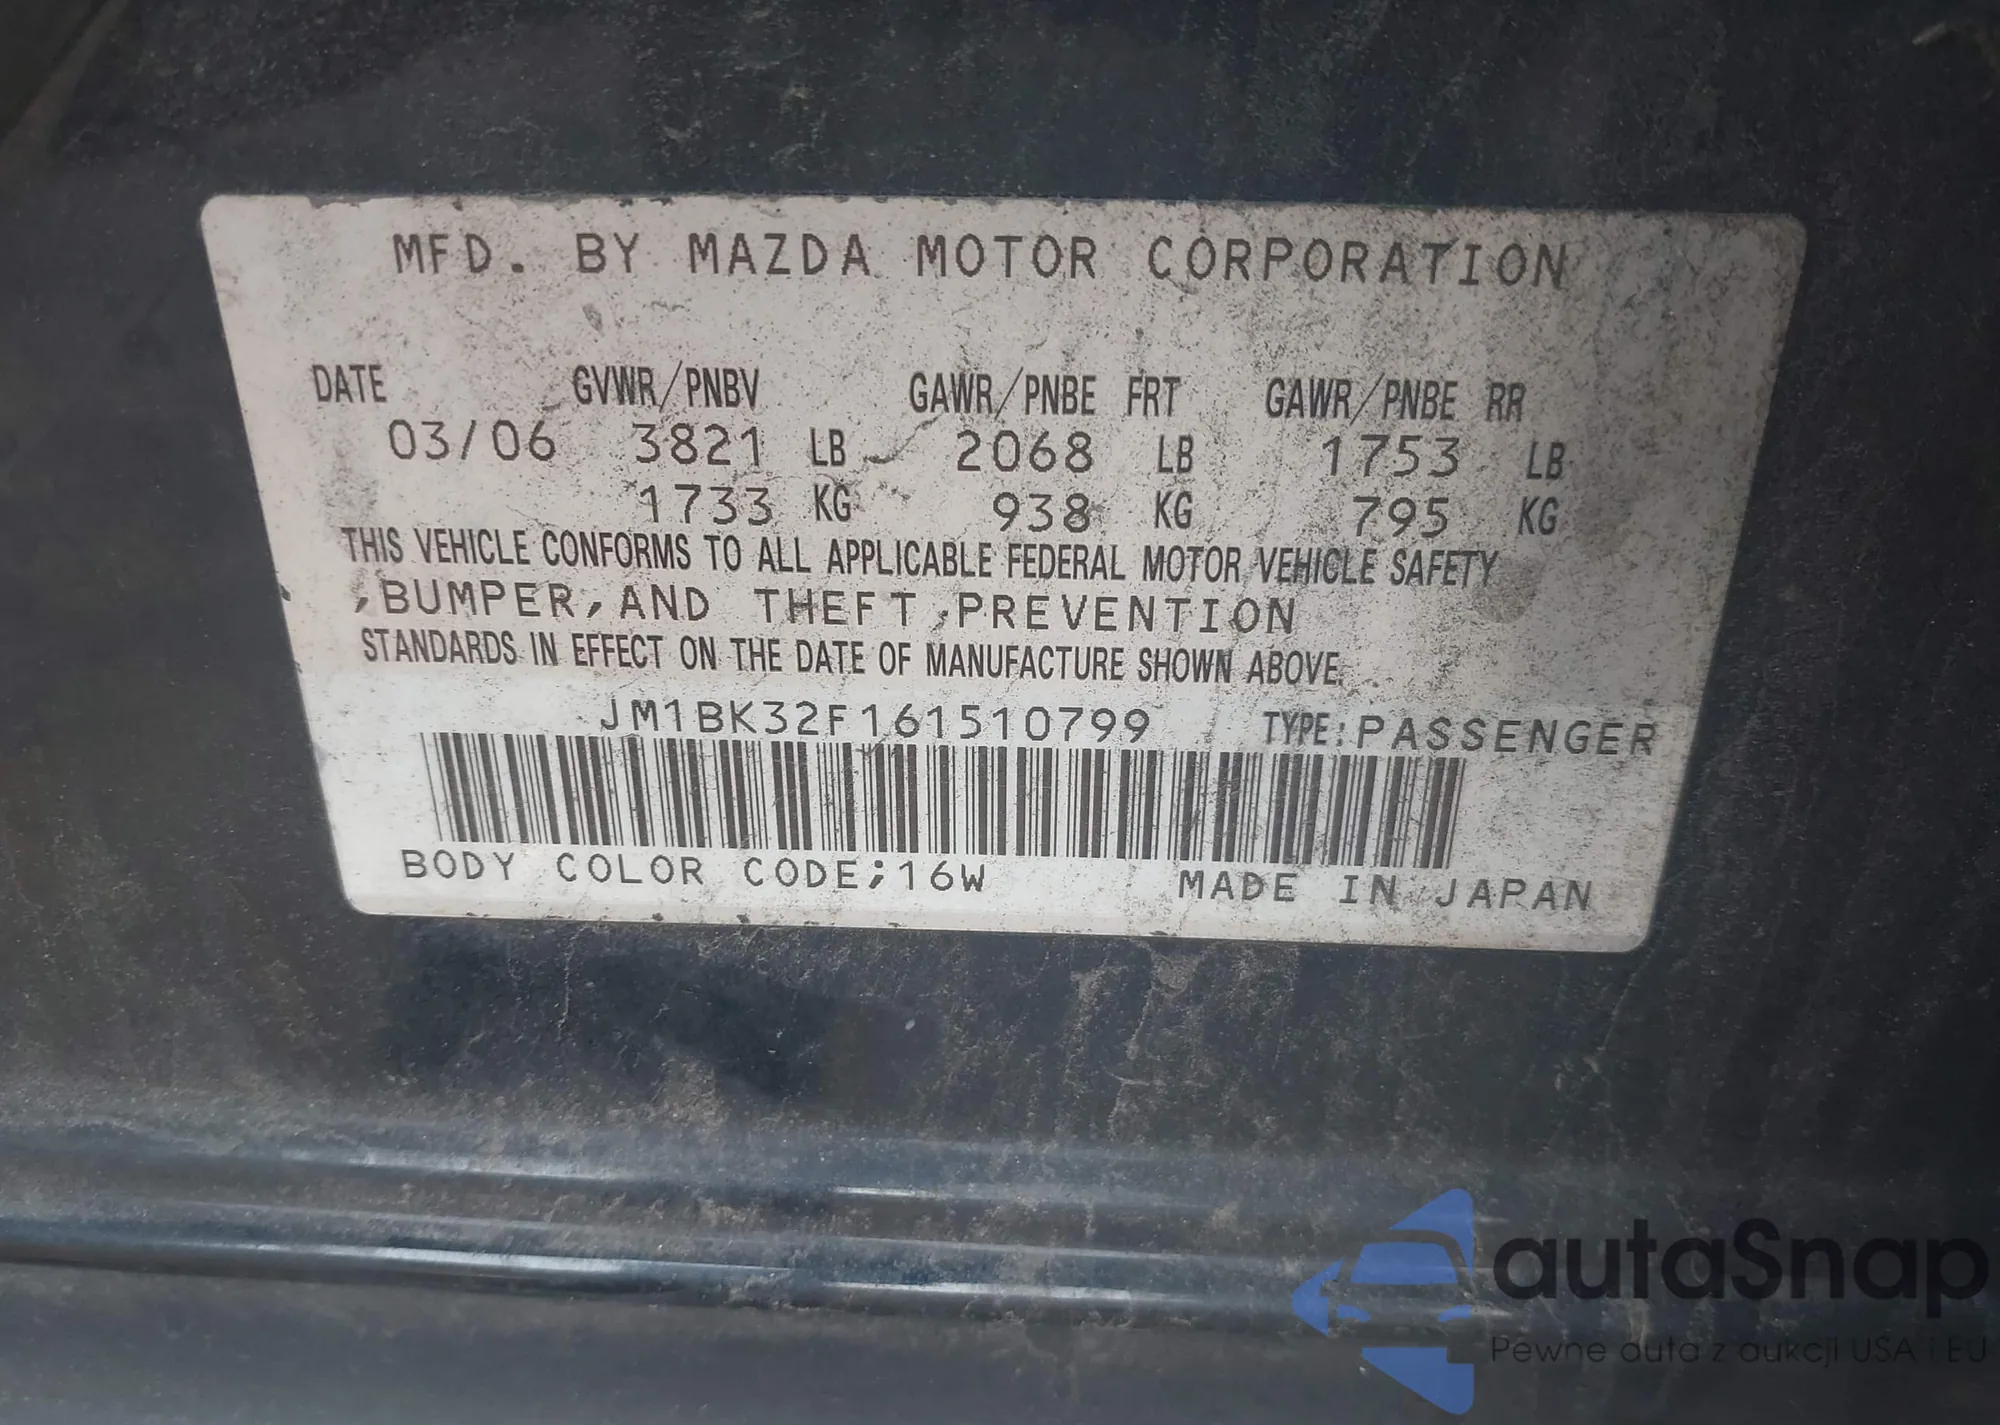 MFD. BY MAZDA MOTOR CORPORATION
DATE GVWR/PNBV GAWR/PNBE FRT GAWR/PNBE RR
03/06 3821 LB 2068 LB 1753 LB
1733 KG 938 KG 795 KG
THIS VEHICLE CONFORMS TO ALL APPLICABLE FEDERAL MOTOR VEHICLE SAFETY
,BUMPER,AND THEFT PREVENTION
STANDARDS IN EFFECT ON THE DATE OF MANUFACTURE SHOWN ABOVE.
JM1BK32F161510799 TYPE:PASSENGER
BODY COLOR CODE;16W MADE IN JAPAN
autaSnap
Pewne auta z aukcji USA i EU